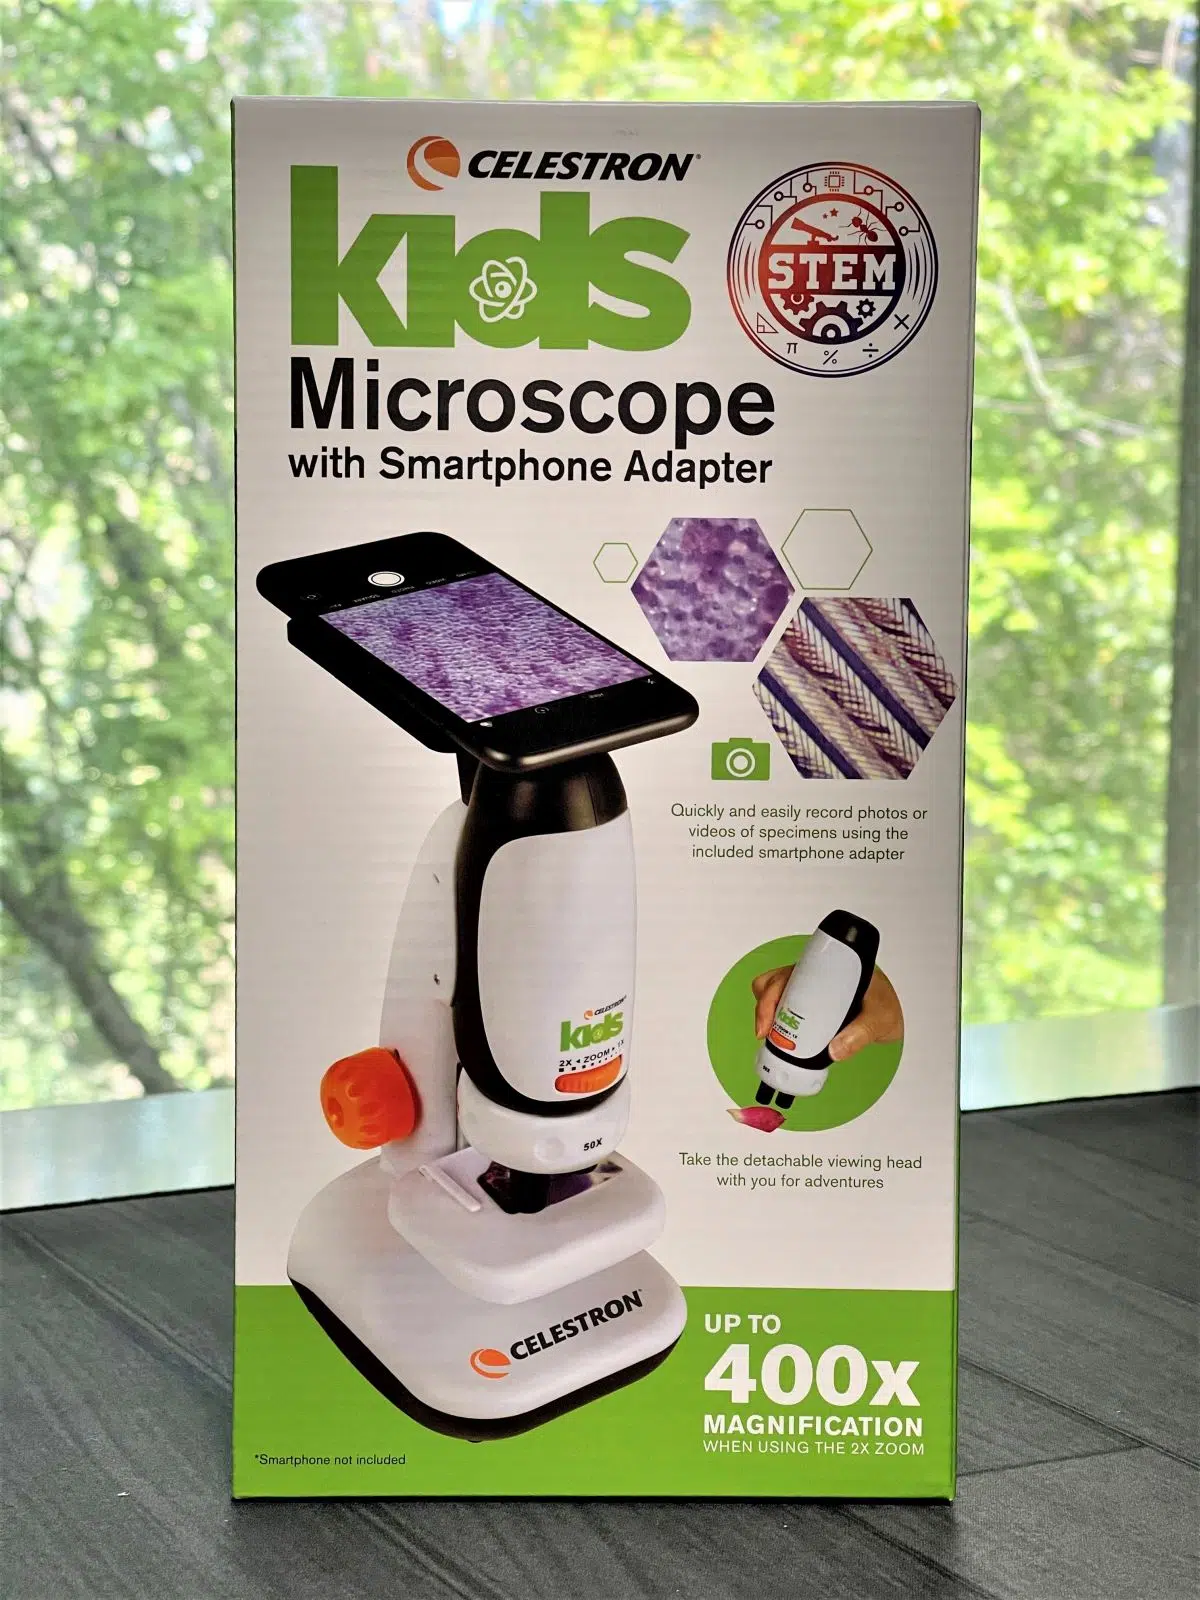 CELESTRON®
kids
STEM
π % ÷ ×
Microscope
with Smartphone Adapter
Quickly and easily record photos or
videos of specimens using the
included smartphone adapter
CELESTRON
kids
2X ◂ ZOOM ▸ 1X
50X
kids
50X
Take the detachable viewing head
with you for adventures
CELESTRON
UP TO
400x
MAGNIFICATION
WHEN USING THE 2X ZOOM
*Smartphone not included